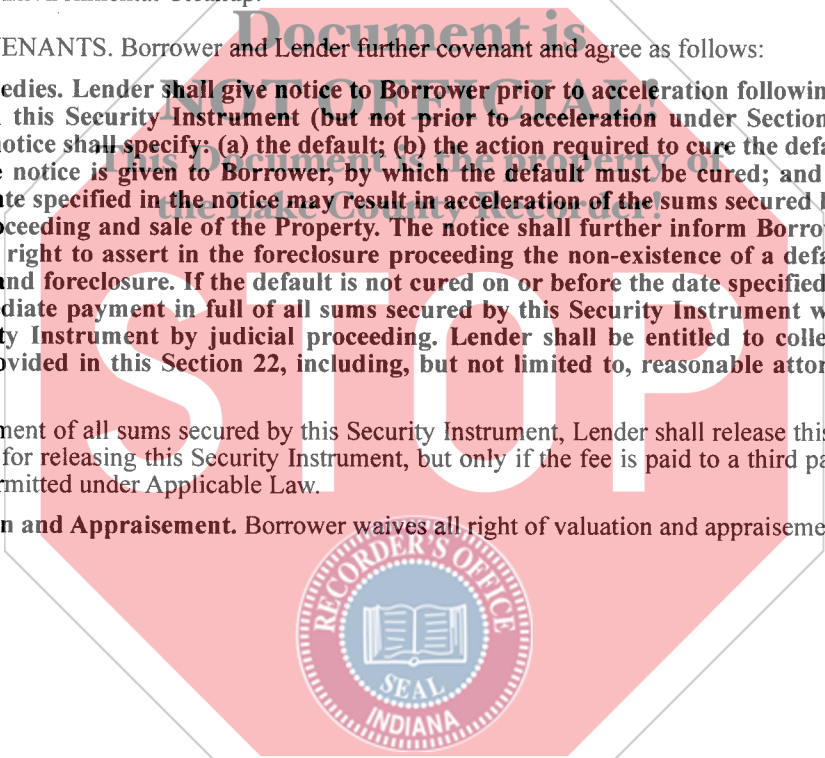 Document is
NOT OFFICIAL!
This Document is the property of
the Lake County Recorder!
STOP
VENANTS. Borrower and Lender further covenant and agree as follows:
edies. Lender shall give notice to Borrower prior to acceleration followin
this Security Instrument (but not prior to acceleration under Section
notice shall specify: (a) the default; (b) the action required to cure the defa
notice is given to Borrower, by which the default must be cured; and
te specified in the notice may result in acceleration of the sums secured
ceeding and sale of the Property. The notice shall further inform Borro
right to assert in the foreclosure proceeding the non-existence of a defa
and foreclosure. If the default is not cured on or before the date specified
diate payment in full of all sums secured by this Security Instrument w
ty Instrument by judicial proceeding. Lender shall be entitled to colle
ovided in this Section 22, including, but not limited to, reasonable attor
ment of all sums secured by this Security Instrument, Lender shall release this
for releasing this Security Instrument, but only if the fee is paid to a third pa
rmitted under Applicable Law.
n and Appraisement. Borrower waives all right of valuation and appraiseme
RECORDER'S OFFICE
SEAL
INDIANA